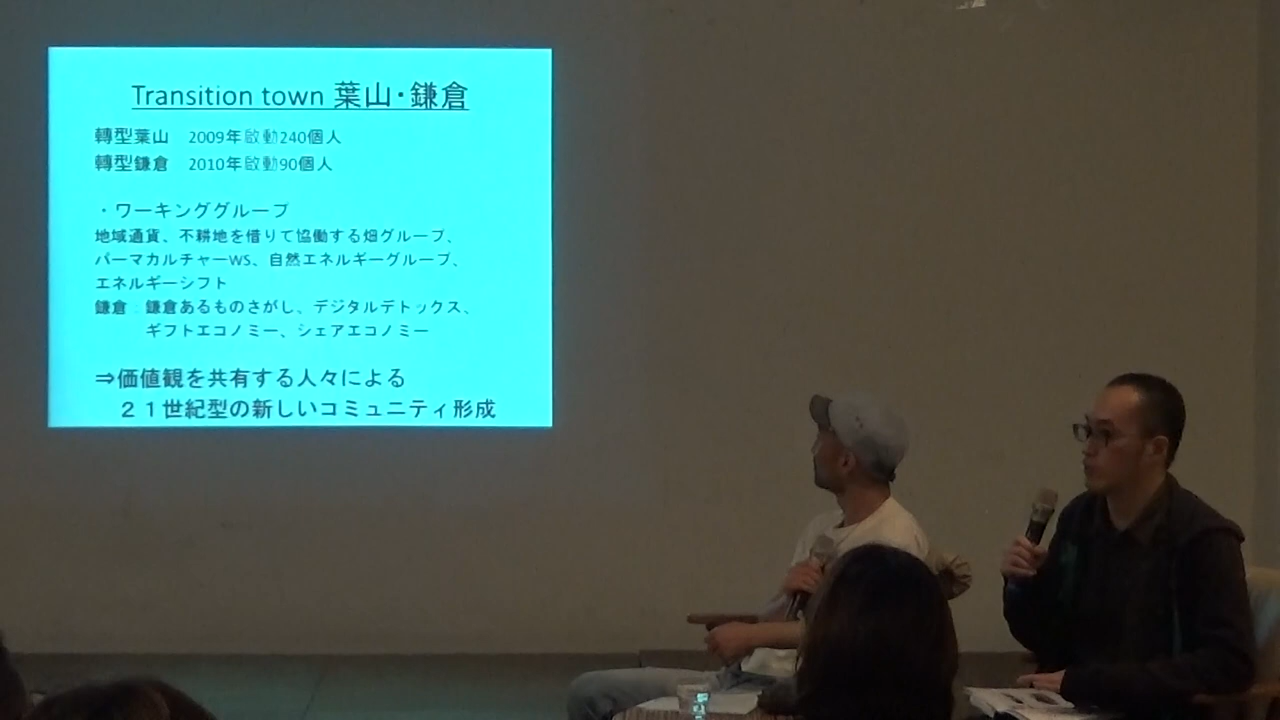 Transition town 葉山・鎌倉
轉型葉山 2009年啟動240個人
轉型鎌倉 2010年啟動90個人
・ワーキンググループ
地域通貨、不耕地を借りて協働する畑グループ、
パーマカルチャーWS、自然エネルギーグループ、
エネルギーシフト
鎌倉：鎌倉あるものさがし、デジタルデトックス、
ギフトエコノミー、シェアエコノミー
⇒価値観を共有する人々による
２１世紀型の新しいコミュニティ形成